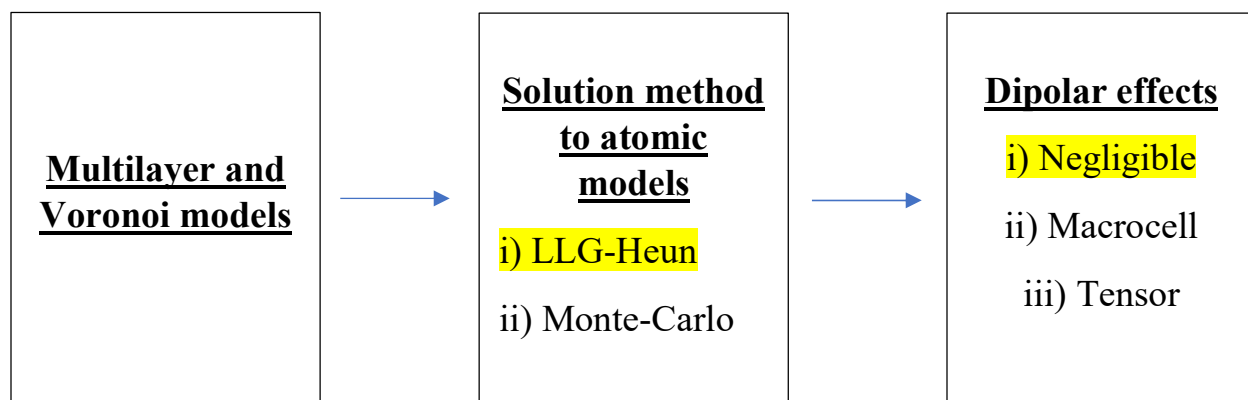 Multilayer and
Voronoi models
Solution method
to atomic
models
i) LLG-Heun
ii) Monte-Carlo
Dipolar effects
i) Negligible
ii) Macrocell
iii) Tensor